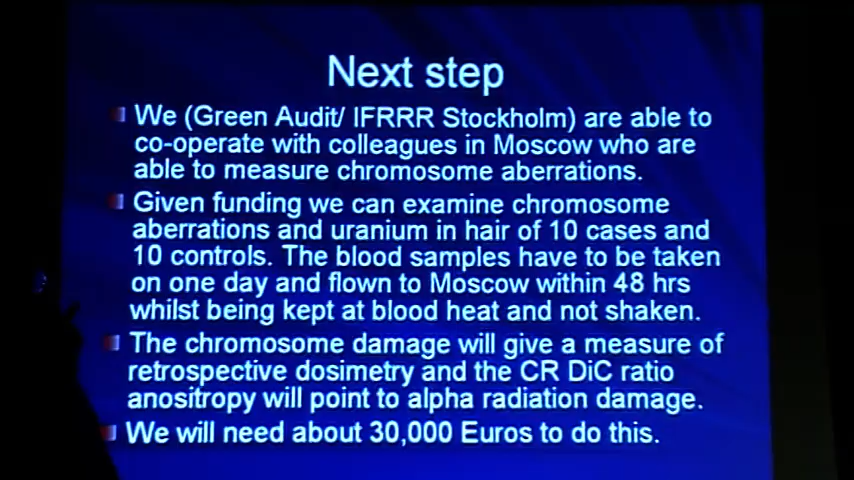 Next step
We (Green Audit/ IFRRR Stockholm) are able to
co-operate with colleagues in Moscow who are
able to measure chromosome aberrations.
Given funding we can examine chromosome
aberrations and uranium in hair of 10 cases and
10 controls. The blood samples have to be taken
on one day and flown to Moscow within 48 hrs
whilst being kept at blood heat and not shaken.
The chromosome damage will give a measure of
retrospective dosimetry and the CR DiC ratio
anositropy will point to alpha radiation damage.
We will need about 30,000 Euros to do this.